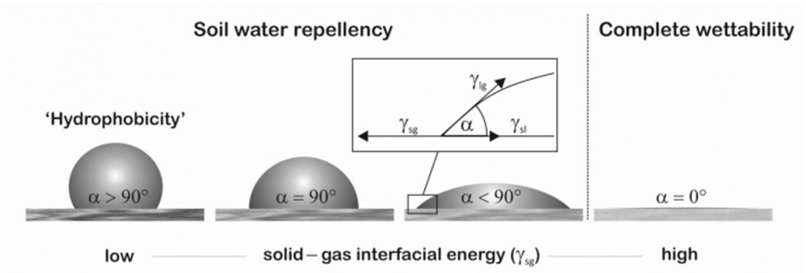 Soil water repellency
Complete wettability
γlg
γsg
α
γsl
'Hydrophobicity'
α > 90°
α = 90°
α < 90°
α = 0°
low
solid – gas interfacial energy (γsg)
high